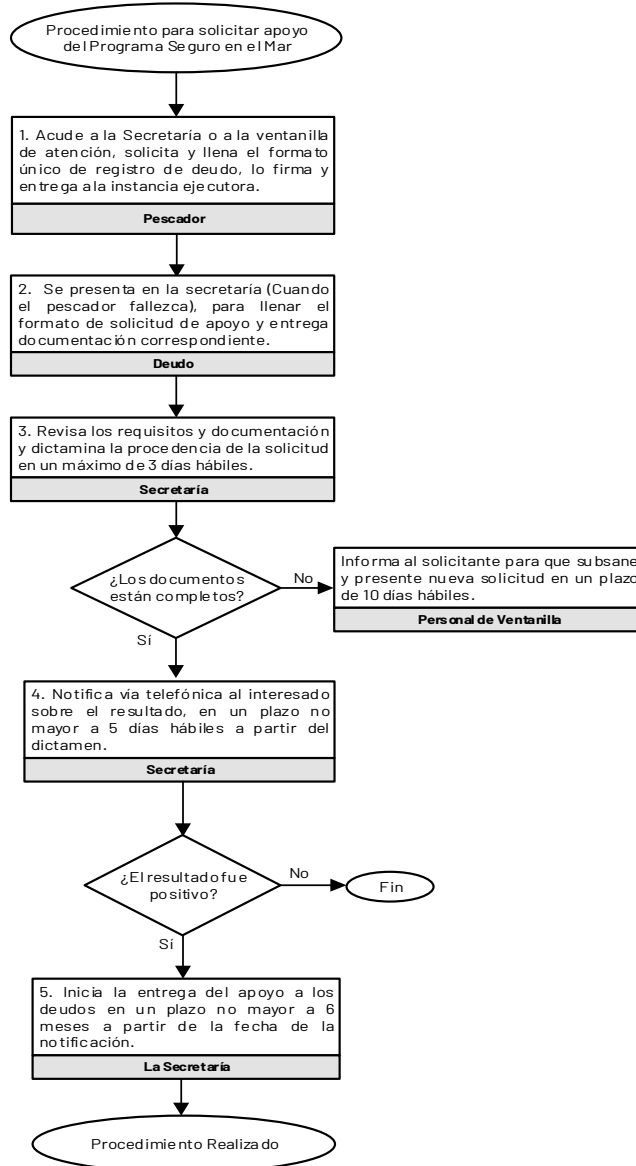 Procedimiento para solicitar apoyo
del Programa Seguro en el Mar
1. Acude a la Secretaría o a la ventanilla
de atención, solicita y llena el formato
único de registro de deudo, lo firma y
entrega a la instancia ejecutora.
Pescador
2. Se presenta en la secretaría (Cuando
el pescador fallezca), para llenar el
formato de solicitud de apoyo y entrega
documentación correspondiente.
Deudo
3. Revisa los requisitos y documentación
y dictamina la procedencia de la solicitud
en un máximo de 3 días hábiles.
Secretaría
¿Los documentos
están completos?
No
Informa al solicitante para que subsane
y presente nueva solicitud en un plazo
de 10 días hábiles.
Personal de Ventanilla
Sí
4. Notifica vía telefónica al interesado
sobre el resultado, en un plazo no
mayor a 5 días hábiles a partir del
dictamen.
Secretaría
¿El resultado fue
positivo?
No
Fin
Sí
5. Inicia la entrega del apoyo a los
deudos en un plazo no mayor a 6
meses a partir de la fecha de la
notificación.
La Secretaría
Procedimiento Realizado